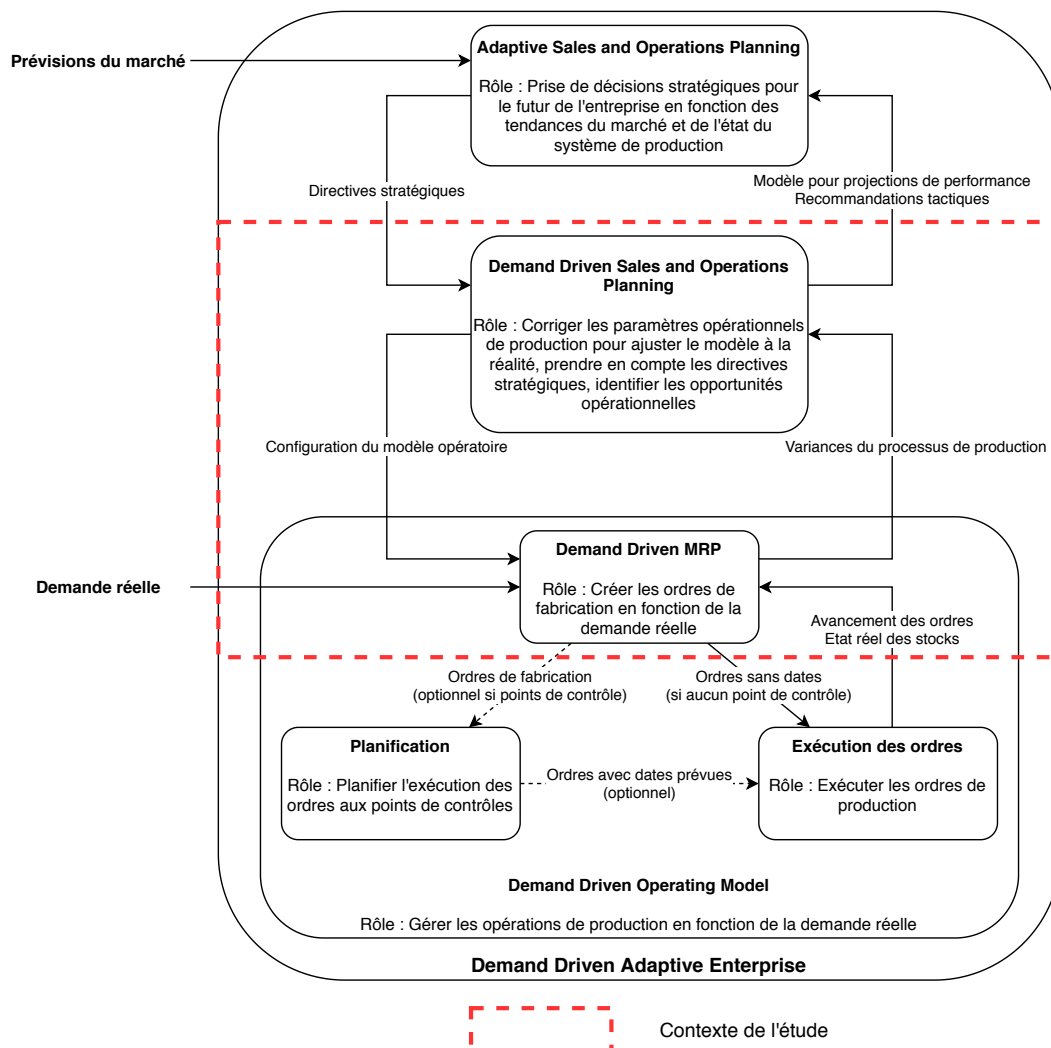 Adaptive Sales and Operations Planning
Prévisions du marché
Rôle : Prise de décisions stratégiques pour
le futur de l'entreprise en fonction des
tendances du marché et de l'état du
système de production
Directives stratégiques
Modèle pour projections de performance
Recommandations tactiques
Demand Driven Sales and Operations
Planning
Rôle : Corriger les paramètres opérationnels
de production pour ajuster le modèle à la
réalité, prendre en compte les directives
stratégiques, identifier les opportunités
opérationnelles
Configuration du modèle opératoire
Variances du processus de production
Demand Driven MRP
Demande réelle
Rôle : Créer les ordres de
fabrication en fonction de la
demande réelle
Avancement des ordres
Etat réel des stocks
Ordres de fabrication
(optionnel si points de contrôle)
Ordres sans dates
(si aucun point de contrôle)
Planification
Rôle : Planifier l'exécution des
ordres aux points de contrôles
Ordres avec dates prévues
(optionnel)
Exécution des ordres
Rôle : Exécuter les ordres de
production
Demand Driven Operating Model
Rôle : Gérer les opérations de production en fonction de la demande réelle
Demand Driven Adaptive Enterprise
Contexte de l'étude